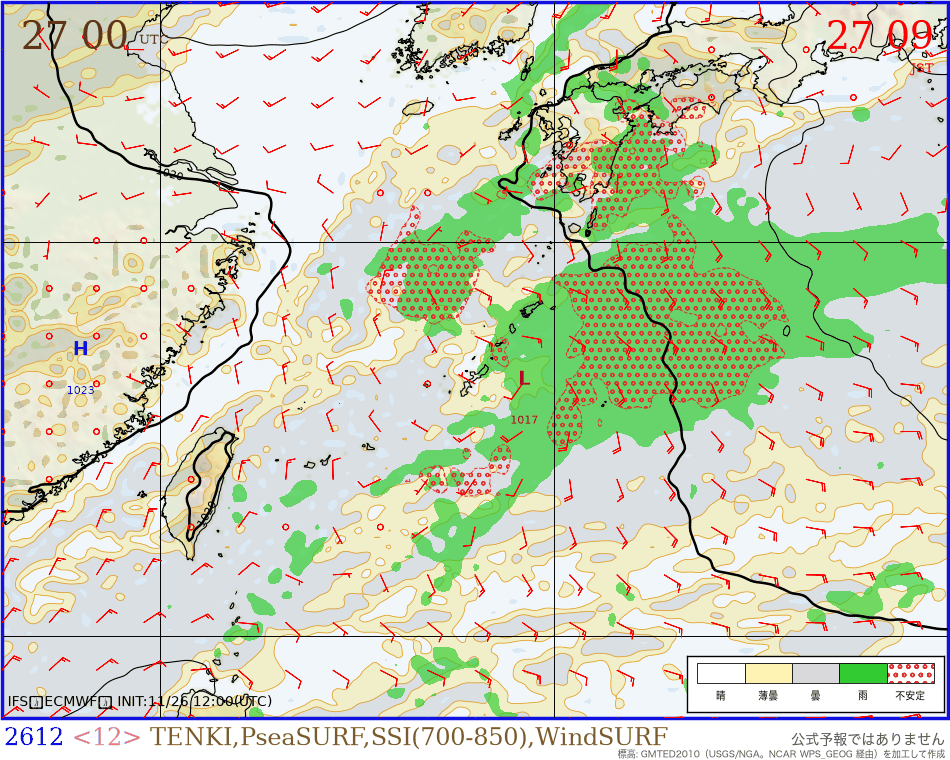 27 00 UTC
27 09 JST
1020
H
1023
L
1017
1020
晴 薄曇 曇 雨 不安定
IFS ECMWF INIT:11/26 12:00(UTC)
2612 <12> TENKI,PseaSURF,SSI(700-850),WindSURF
公式予報ではありません
標高: GMTED2010（USGS/NGA。NCAR WPS_GEOG 経由）を加工して作成